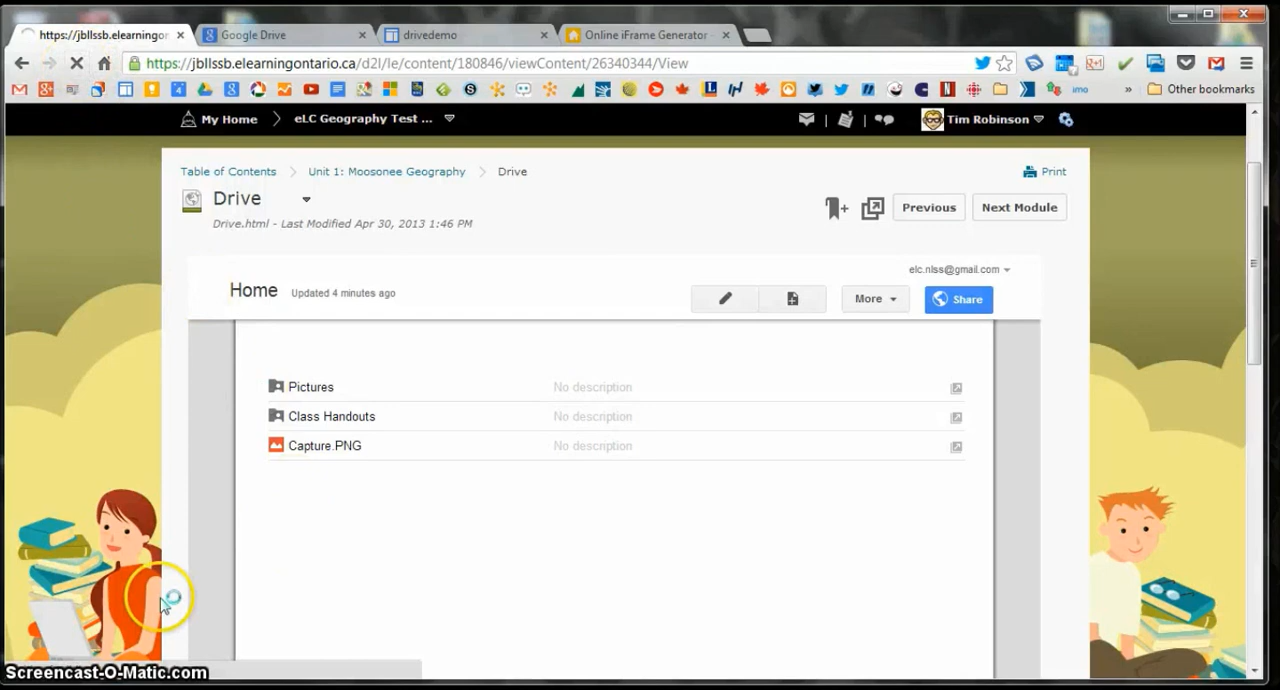 https://jbllssb.elearningor
Google Drive
drivedemo
Online iFrame Generator
https://jbllssb.elearningontario.ca/d2l/le/content/180846/viewContent/26340344/View
Other bookmarks
My Home
eLC Geography Test ...
Tim Robinson
Table of Contents
Unit 1: Moosonee Geography
Drive
Print
Drive
Previous
Next Module
Drive.html - Last Modified Apr 30, 2013 1:46 PM
elc.nlss@gmail.com
Home
Updated 4 minutes ago
More
Share
Pictures
No description
Class Handouts
No description
Capture.PNG
No description
Screencast-O-Matic.com